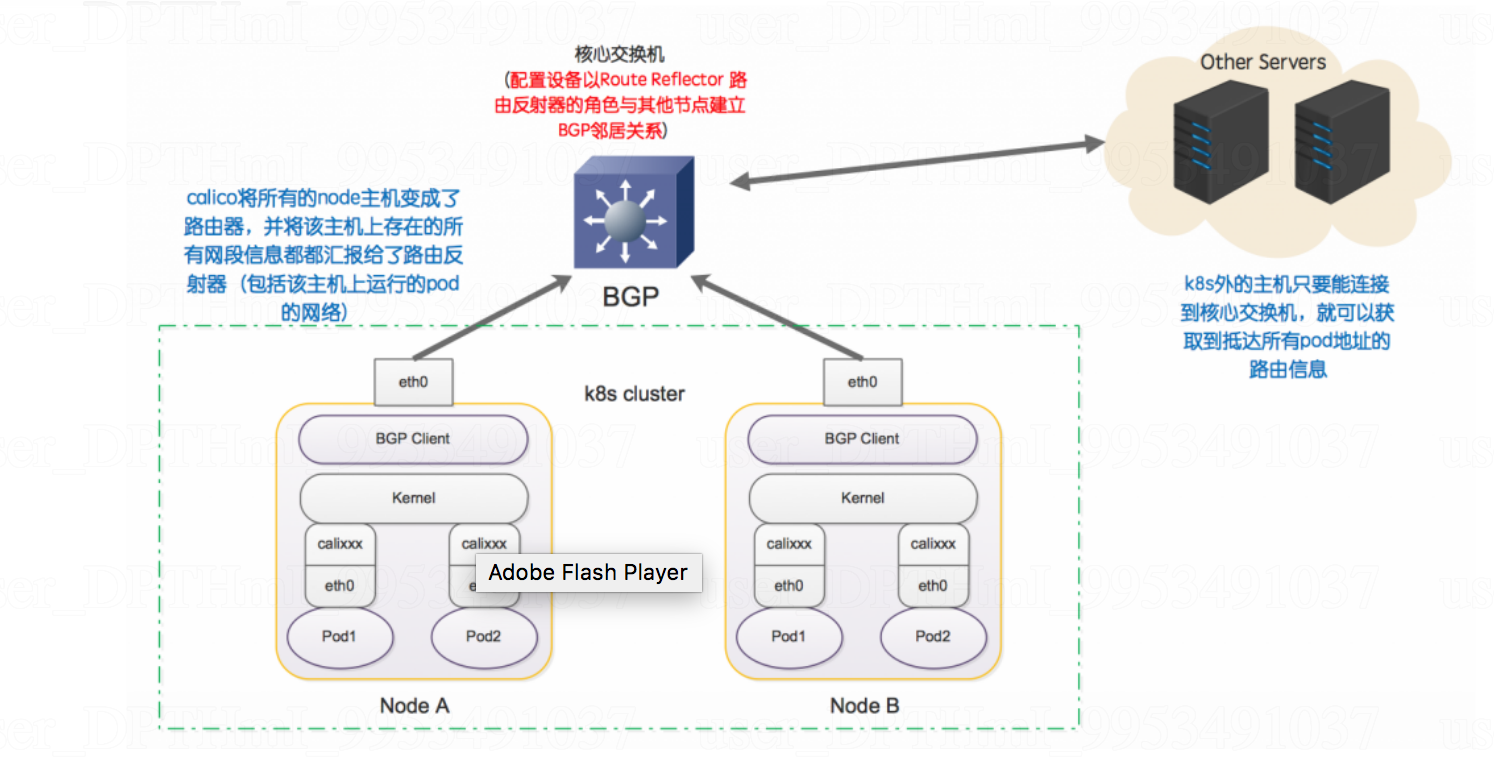 核心交换机
（配置设备以Route Reflector 路
由反射器的角色与其他节点建立
BGP邻居关系）
Other Servers
calico将所有的node主机变成了
路由器，并将该主机上存在的所
有网段信息都都汇报给了路由反
射器（包括该主机上运行的pod
的网络）
BGP
k8s外的主机只要能连接
到核心交换机，就可以获
取到抵达所有pod地址的
路由信息
k8s cluster
eth0
BGP Client
Kernel
calixxx
calixxx
eth0
Adobe Flash Player
Pod1
Pod2
Node A
eth0
BGP Client
Kernel
calixxx
calixxx
eth0
eth0
Pod1
Pod2
Node B
user_DPTHmI_9953491037